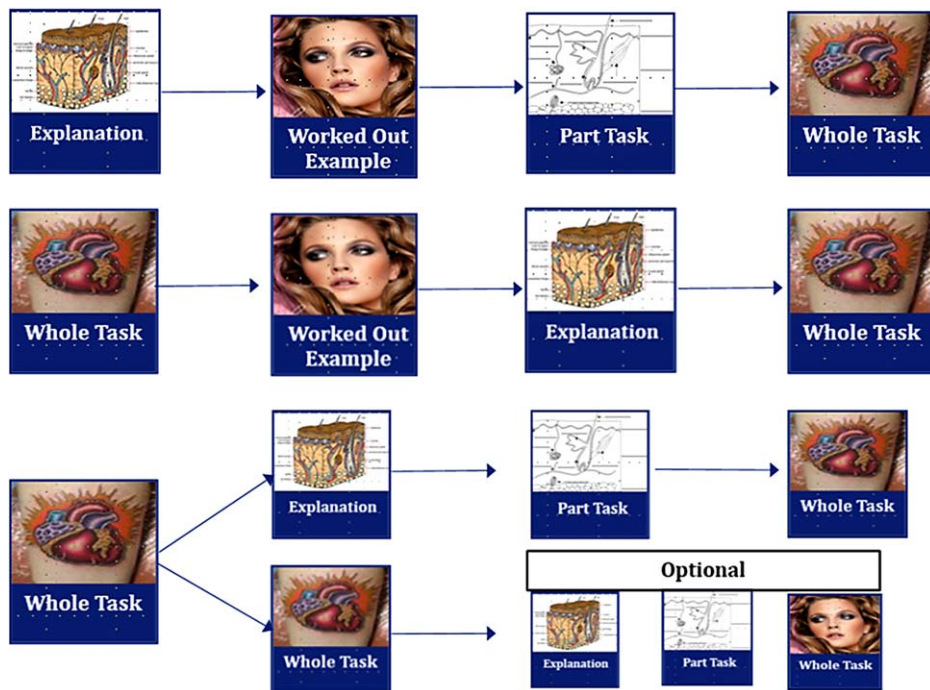 Explanation
Worked Out
Example
Part Task
Whole Task
Whole Task
Worked Out
Example
Explanation
Whole Task
Whole Task
Explanation
Part Task
Whole Task
Whole Task
Optional
Explanation
Part Task
Whole Task